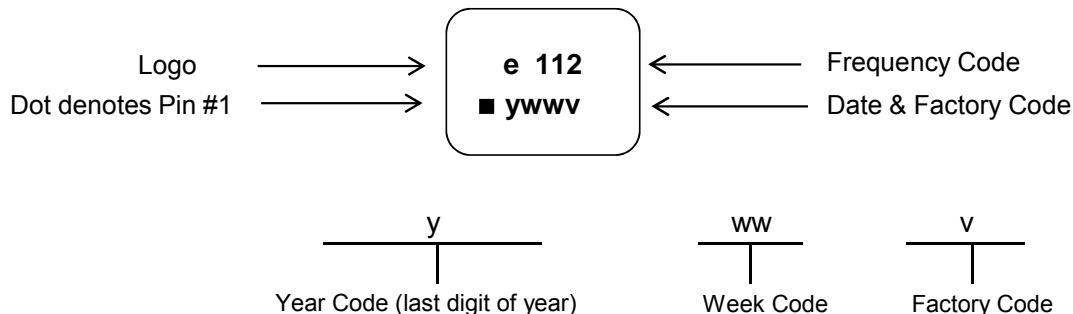 Logo
e 112
Frequency Code
Dot denotes Pin #1
■ ywwv
Date & Factory Code
y
ww
v
Year Code (last digit of year)
Week Code
Factory Code